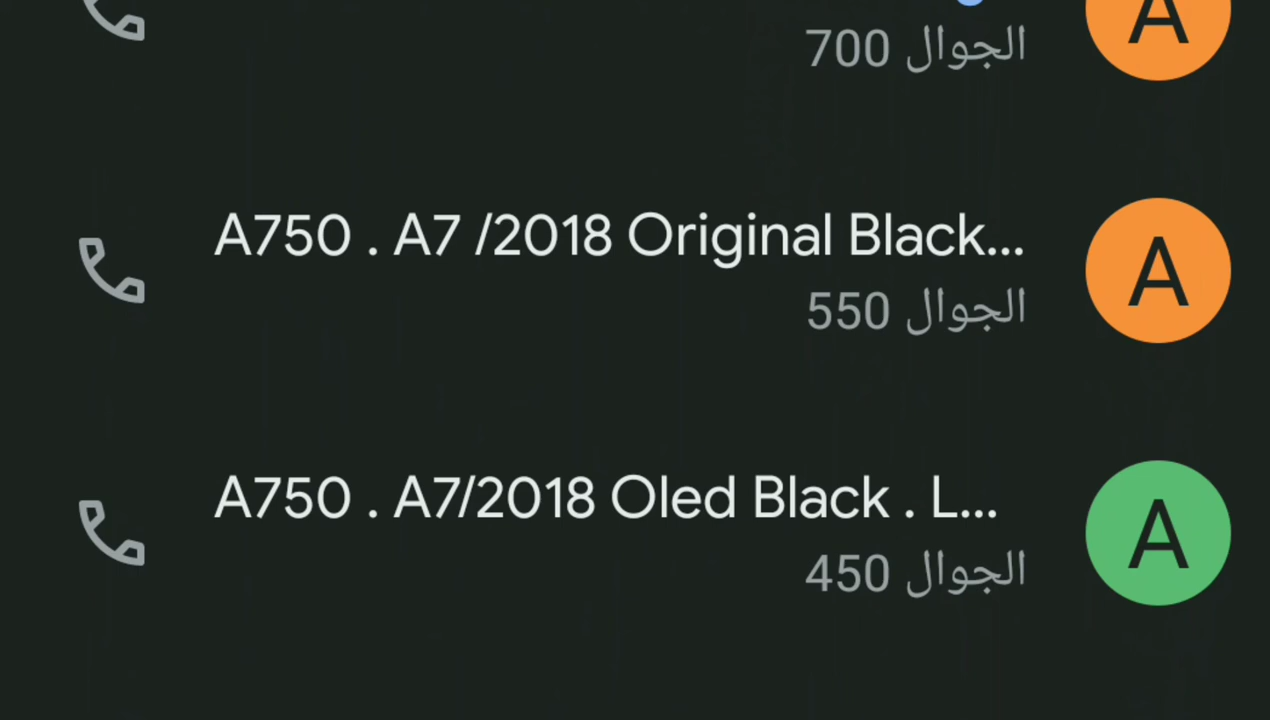 A
الجوال 700
A750 . A7 /2018 Original Black...
A
الجوال 550
A750 . A7/2018 Oled Black . L...
A
الجوال 450